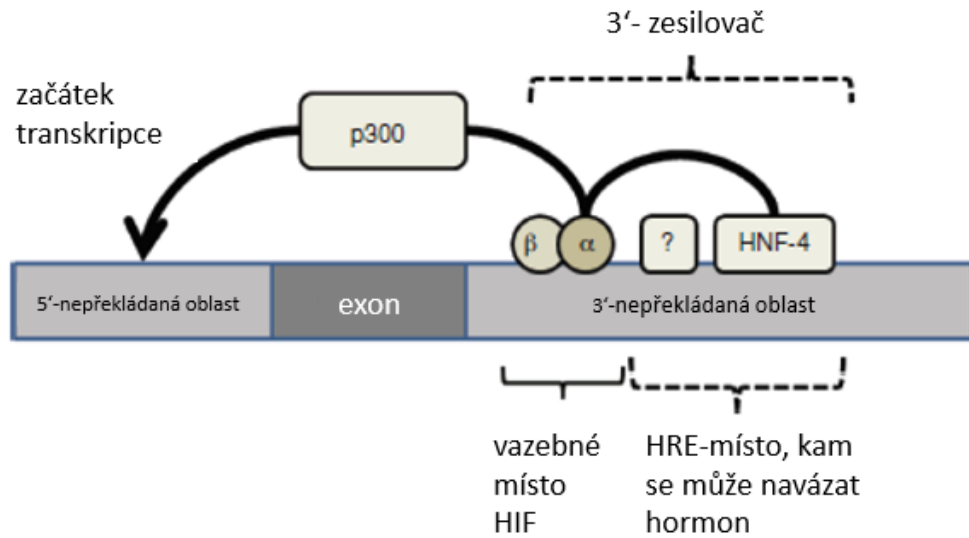 3‘- zesilovač
začátek
transkripce
p300
β
α
?
HNF-4
5‘-nepřekládaná oblast
exon
3‘-nepřekládaná oblast
vazebné
místo
HIF
HRE-místo, kam
se může navázat
hormon